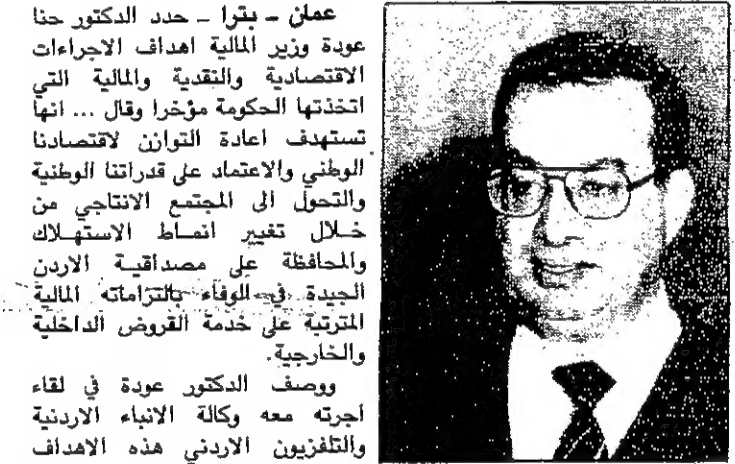 عمان - بترا - حدد الدكتور حنا
عودة وزير المالية اهداف الاجراءات
الاقتصادية والنقدية والمالية التي
اتخذتها الحكومة مؤخرا وقال ... انها
تستهدف اعادة التوازن لاقتصادنا
الوطني والاعتماد على قدراتنا الوطنية
والتحول الى المجتمع الانتاجي من
خلال تغيير انماط الاستهلاك
والمحافظة على مصداقية الاردن
الجيدة في الوفاء بالتزاماته المالية
المترتبة على خدمة القروض الداخلية
والخارجية.
ووصف الدكتور عودة في لقاء
اجرته معه وكالة الانباء الاردنية
والتلفزيون الاردني هذه الاهداف